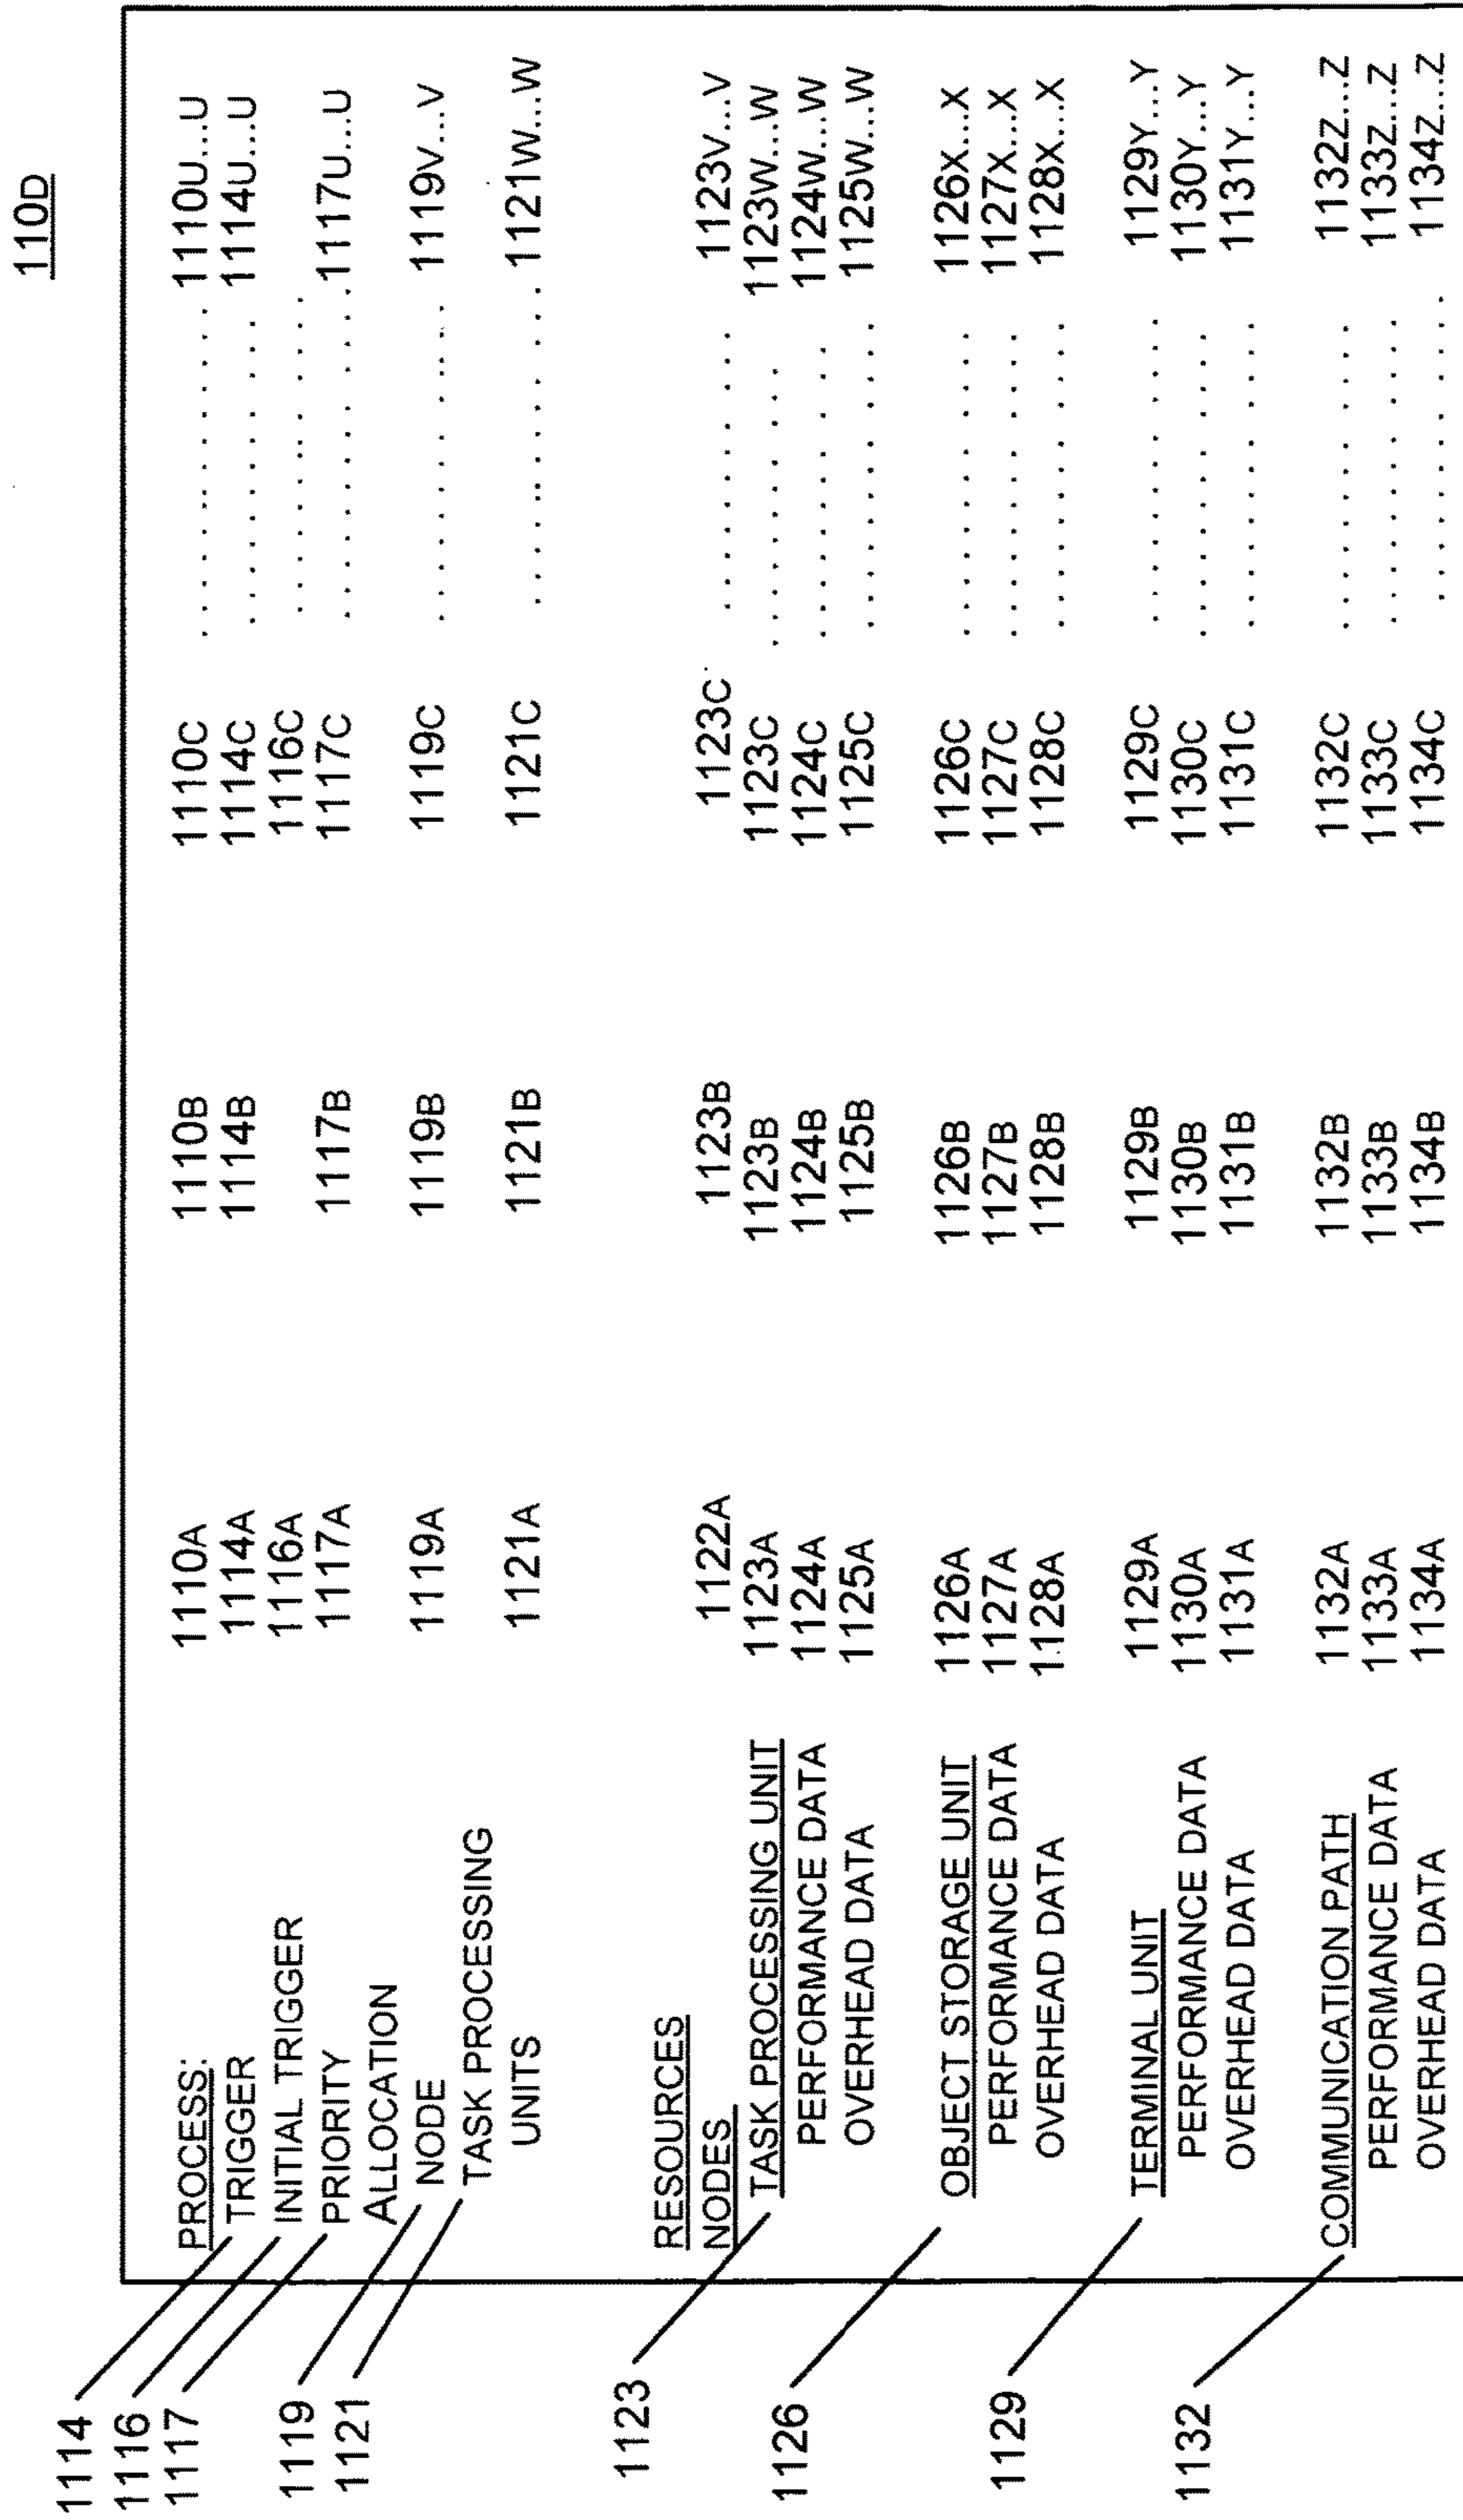 110D
PROCESS: 1110A 1110B 1110C ............. 1110U...U
1114 TRIGGER 1114A 1114B 1114C ............. 1114U...U
1116 INITIAL TRIGGER 1116A 1116C .............
1117 PRIORITY 1117A 1117B 1117C ............. 1117U...U
ALLOCATION
1119 NODE 1119A 1119B 1119C ............. 1119V...V
1121 TASK PROCESSING
UNITS 1121A 1121B 1121C ............. 1121W...W
RESOURCES
NODES 1122A 1123B 1123C ............. 1123V...V
1123 TASK PROCESSING UNIT 1123A 1123B 1123C ............. 1123W...W
PERFORMANCE DATA 1124A 1124B 1124C ............. 1124W...W
OVERHEAD DATA 1125A 1125B 1125C ............. 1125W...W
1126 OBJECT STORAGE UNIT 1126A 1126B 1126C ............. 1126X...X
PERFORMANCE DATA 1127A 1127B 1127C ............. 1127X...X
OVERHEAD DATA 1128A 1128B 1128C ............. 1128X...X
1129 TERMINAL UNIT 1129A 1129B 1129C ............. 1129Y...Y
PERFORMANCE DATA 1130A 1130B 1130C ............. 1130Y...Y
OVERHEAD DATA 1131A 1131B 1131C ............. 1131Y...Y
1132 COMMUNICATION PATH 1132A 1132B 1132C ............. 1132Z...Z
PERFORMANCE DATA 1133A 1133B 1133C ............. 1133Z...Z
OVERHEAD DATA 1134A 1134B 1134C ............. 1134Z...Z